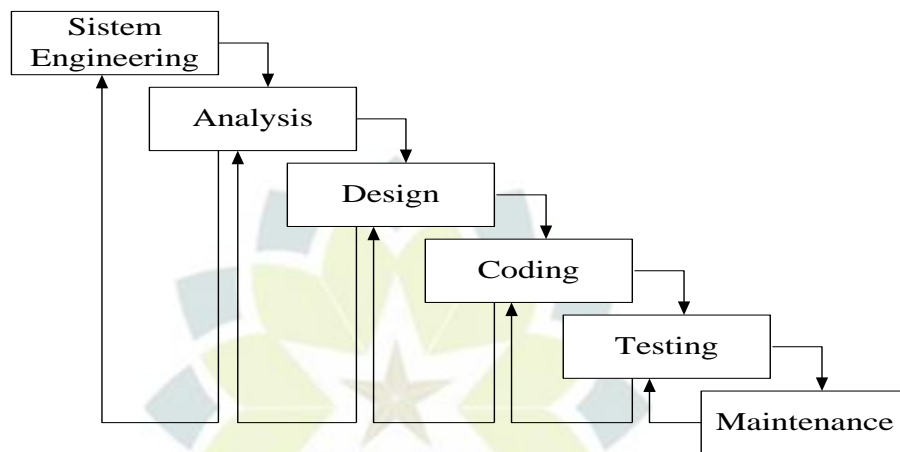 Sistem
Engineering
Analysis
Design
Coding
Testing
Maintenance